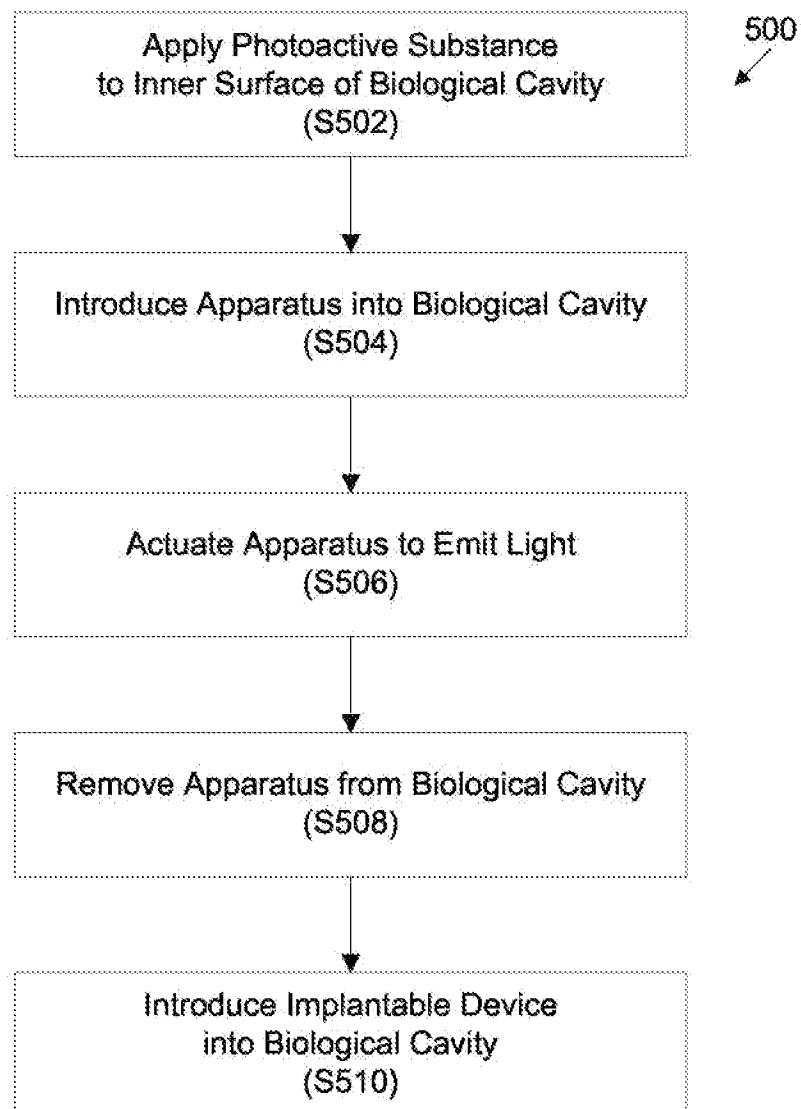 500
Apply Photoactive Substance
to Inner Surface of Biological Cavity
(S502)
Introduce Apparatus into Biological Cavity
(S504)
Actuate Apparatus to Emit Light
(S506)
Remove Apparatus from Biological Cavity
(S508)
Introduce Implantable Device
into Biological Cavity
(S510)